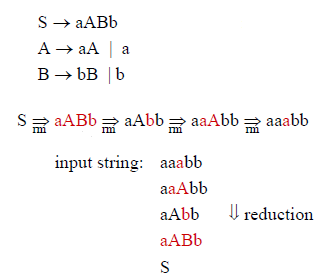 S → aABb
A → aA | a
B → bB | b
S ⇒rm aABb ⇒rm aAbb ⇒rm aaAbb ⇒rm aaabb
input string: aaabb
aaAbb
aAbb ⇓ reduction
aABb
S